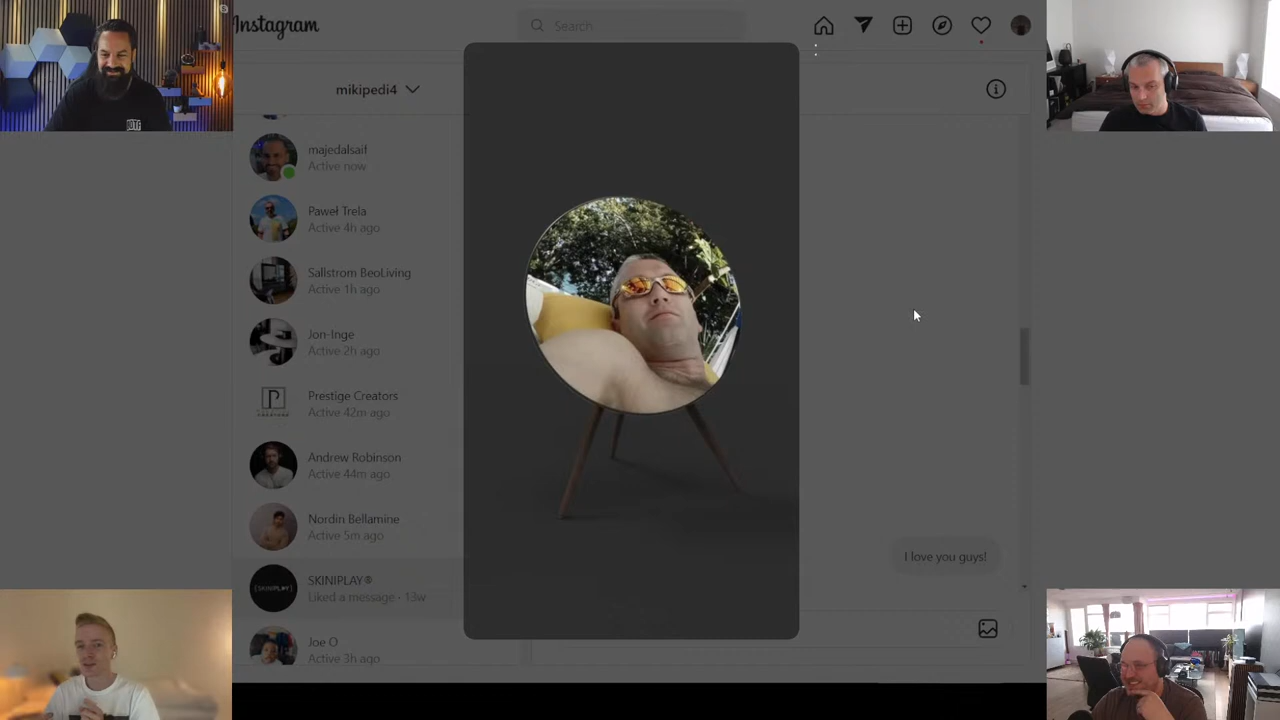 Instagram
Search
mikipedi4
majedalsaif
Active now
Paweł Trela
Active 4h ago
Sallstrom BeoLiving
Active 1h ago
Jon-Inge
Active 2h ago
Prestige Creators
Active 42m ago
Andrew Robinson
Active 44m ago
Nordin Bellamine
Active 5m ago
SKINIPLAY®
Liked a message · 13w
Joe O
Active 3h ago
I love you guys!